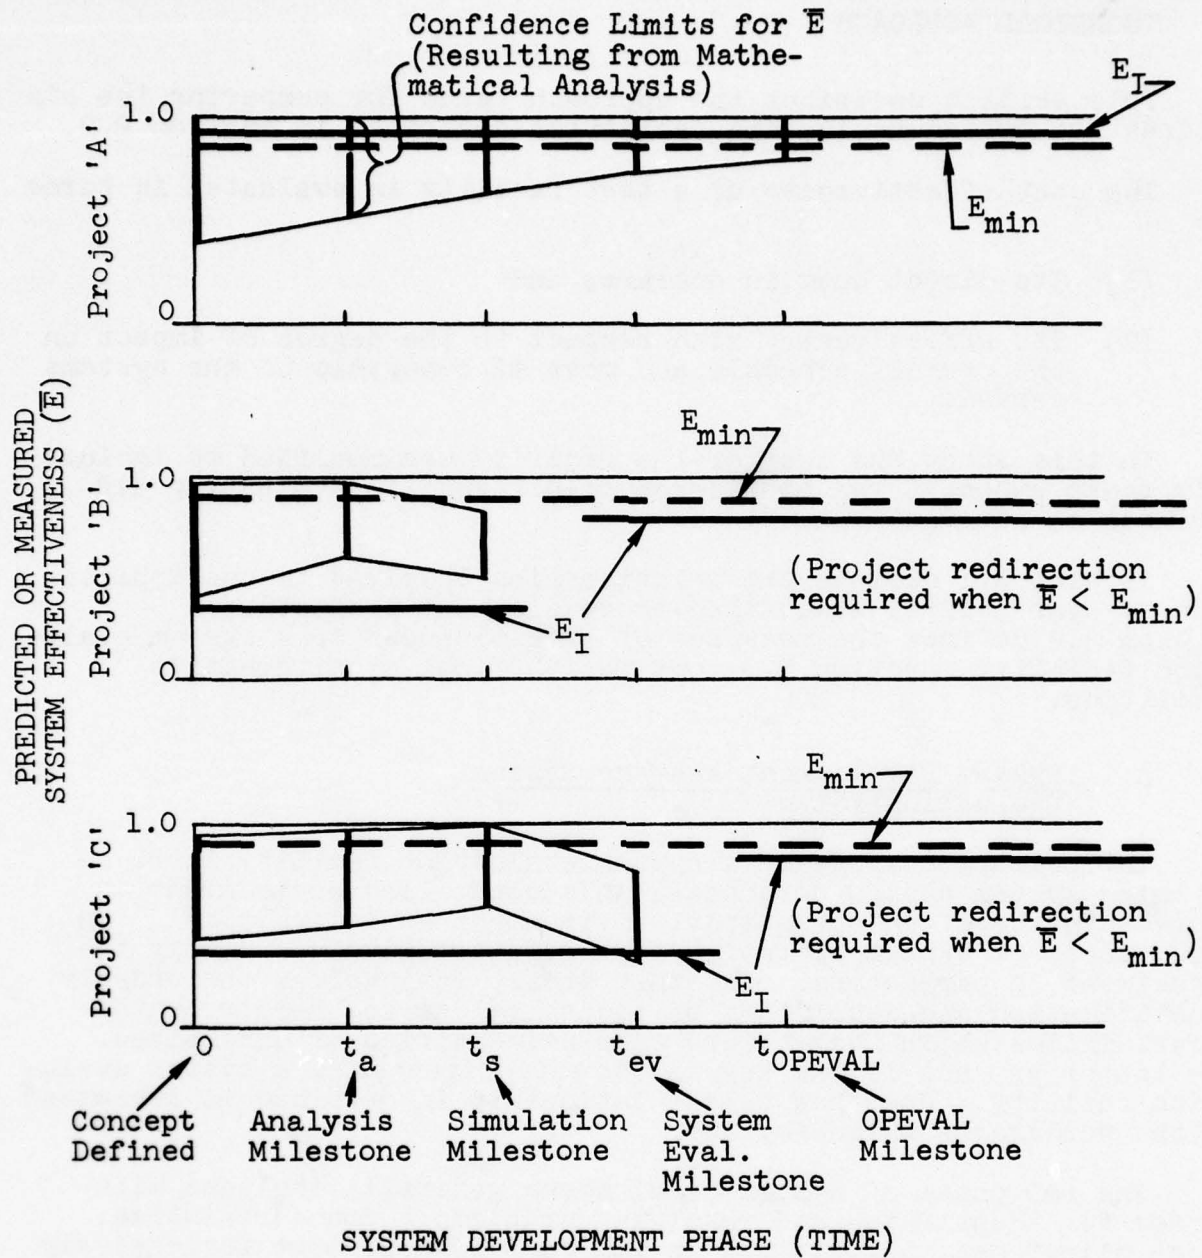 Confidence Limits for E̅
(Resulting from Mathe-
matical Analysis)
E_I
1.0
Project 'A'
E_min
0
PREDICTED OR MEASURED
SYSTEM EFFECTIVENESS (E̅)
E_min
1.0
Project 'B'
(Project redirection
required when E̅ < E_min)
E_I
0
E_min
1.0
Project 'C'
(Project redirection
required when E̅ < E_min)
E_I
0
0 t_a t_s t_ev t_OPEVAL
Concept
Defined
Analysis
Milestone
Simulation
Milestone
System
Eval.
Milestone
OPEVAL
Milestone
SYSTEM DEVELOPMENT PHASE (TIME)